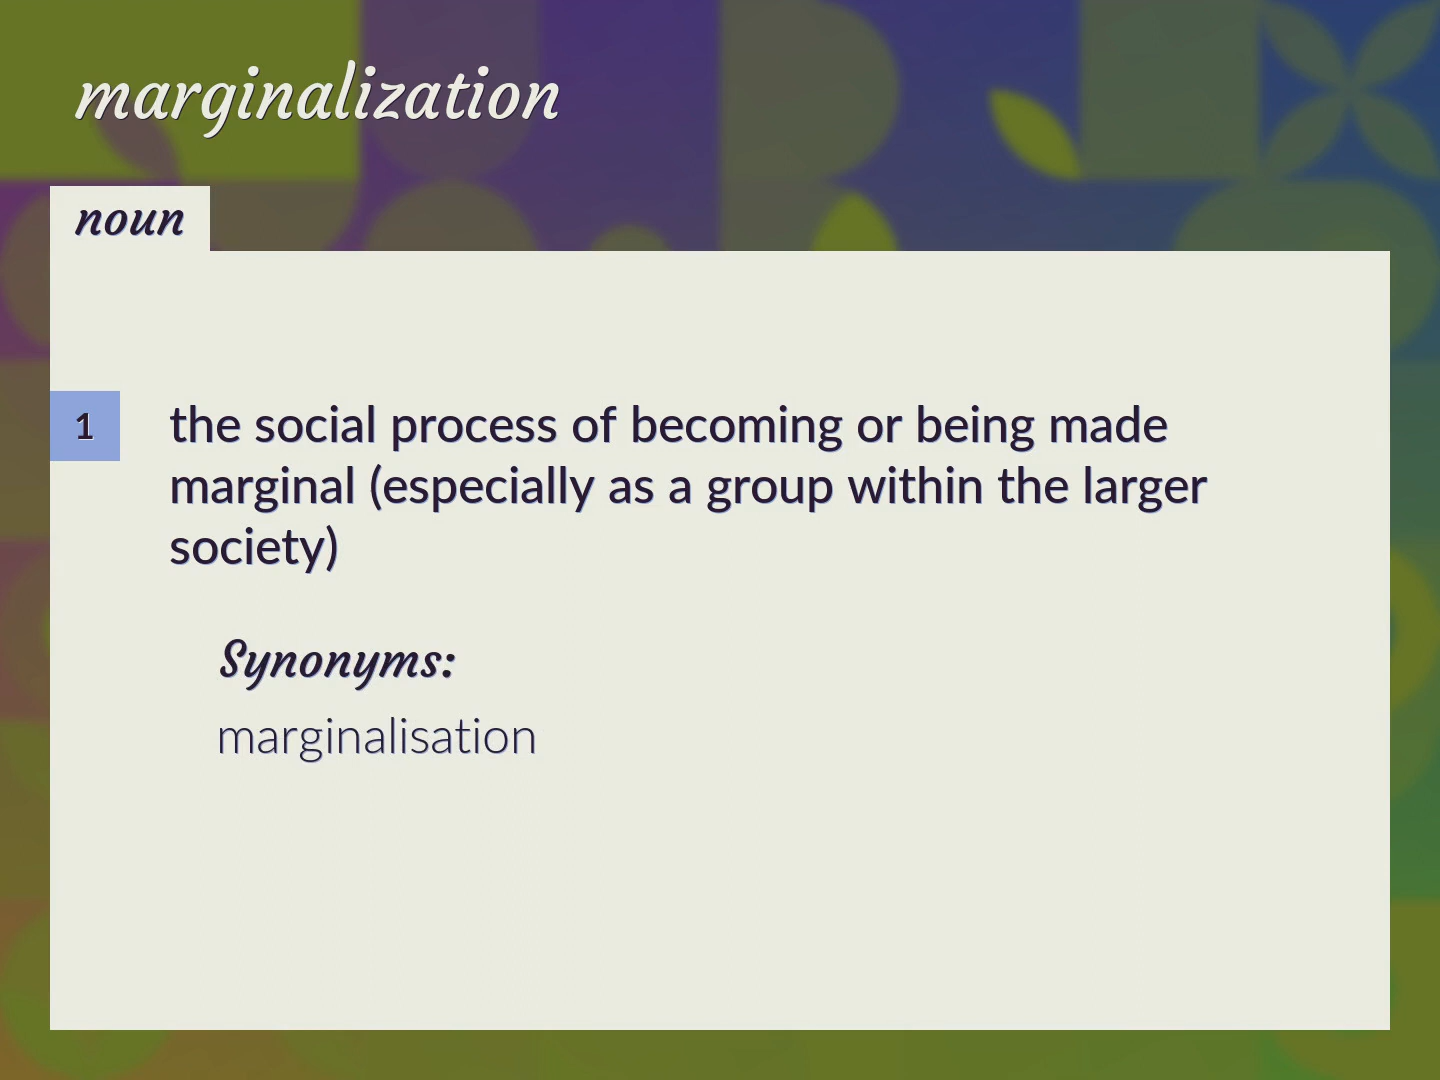 marginalization
noun
1
the social process of becoming or being made
marginal (especially as a group within the larger
society)
Synonyms:
marginalisation